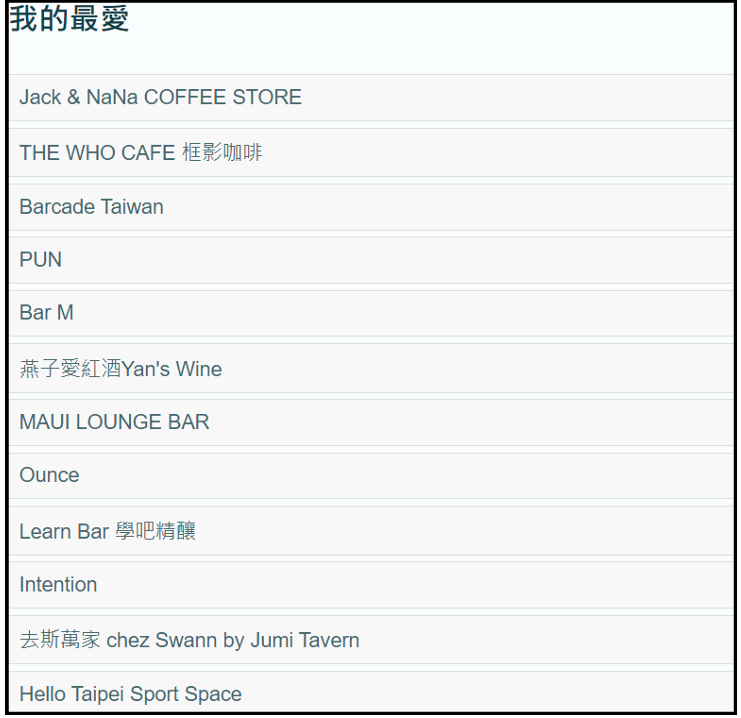 我的最愛
Jack & NaNa COFFEE STORE
THE WHO CAFE 框影咖啡
Barcade Taiwan
PUN
Bar M
燕子愛紅酒Yan's Wine
MAUI LOUNGE BAR
Ounce
Learn Bar 學吧精釀
Intention
去斯萬家 chez Swann by Jumi Tavern
Hello Taipei Sport Space